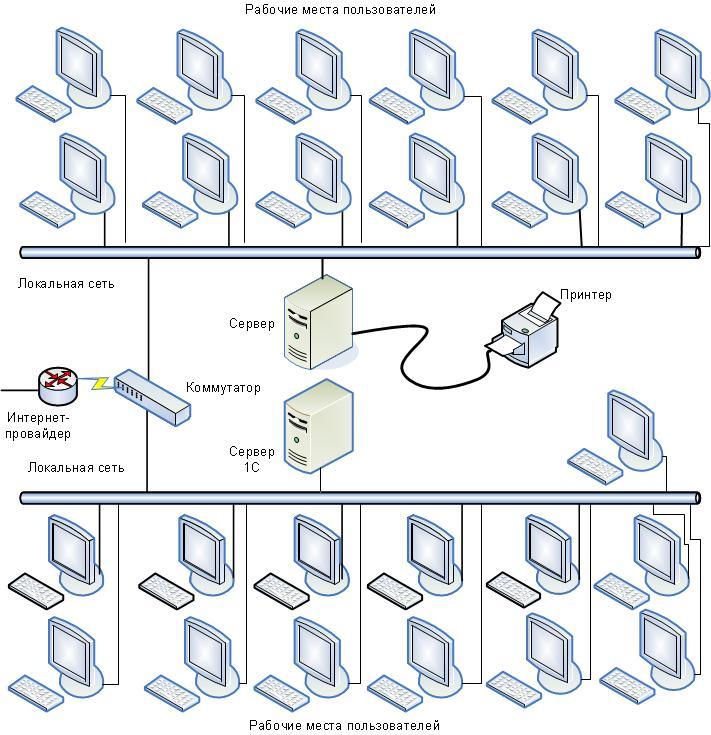 Рабочие места пользователей
Локальная сеть
Сервер
Принтер
Коммутатор
Интернет-
провайдер
Сервер
1С
Локальная сеть
Рабочие места пользователей